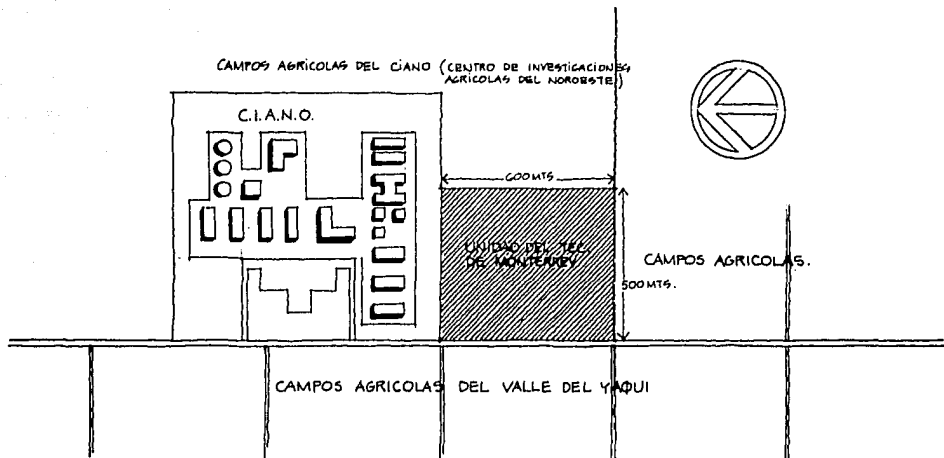 CAMPOS AGRICOLAS DEL CIANO (CENTRO DE INVESTIGACIONES
AGRICOLAS DEL NOROESTE)
C.I.A.N.O.
600 MTS.
UNIDAD DEL TEC.
DE MONTERREY
CAMPOS AGRICOLAS.
500 MTS.
CAMPOS AGRICOLAS DEL VALLE DEL YAQUI